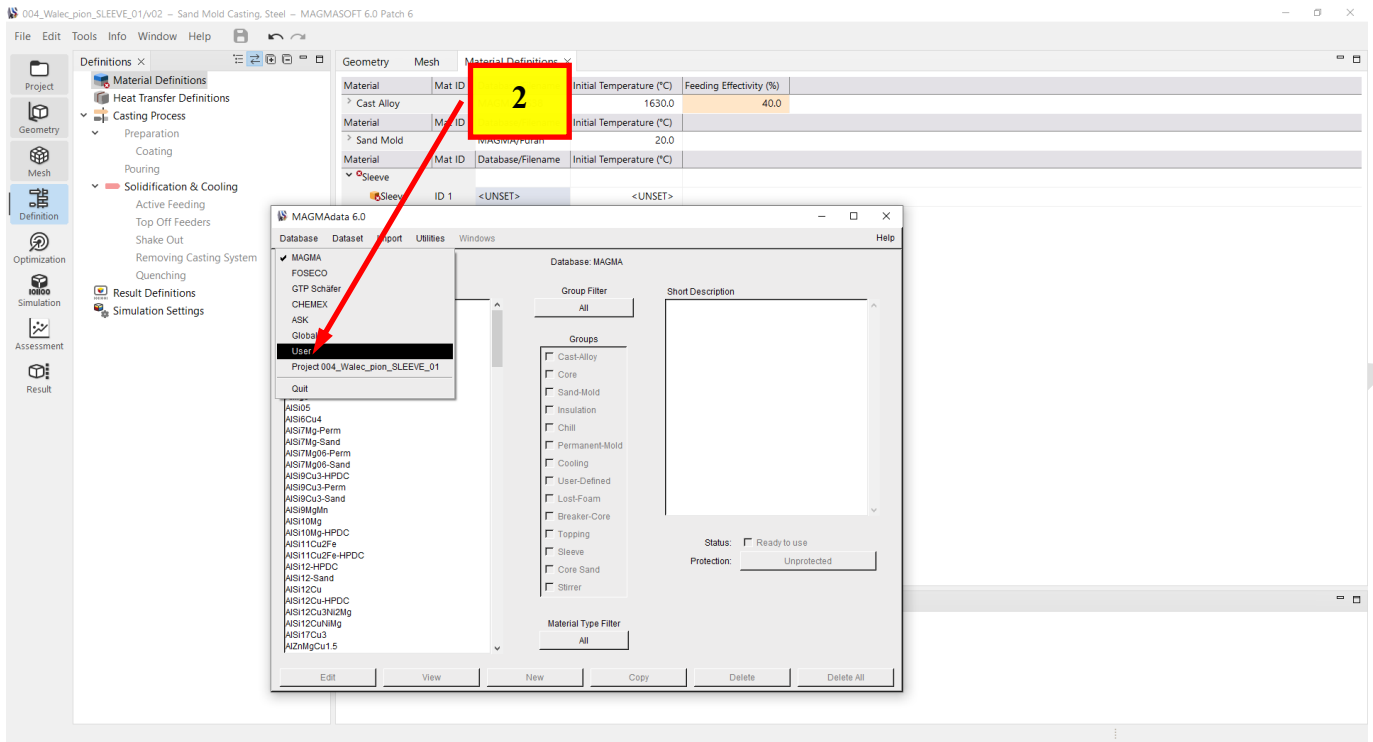 004_Walec_pion_SLEEVE_01/v02 – Sand Mold Casting, Steel – MAGMASOFT 6.0 Patch 6
File Edit Tools Info Window Help
Project
Geometry
Mesh
Definition
Optimization
Simulation
Assessment
Result
Definitions
Material Definitions
Heat Transfer Definitions
Casting Process
Preparation
Coating
Pouring
Solidification & Cooling
Active Feeding
Top Off Feeders
Shake Out
Removing Casting System
Quenching
Result Definitions
Simulation Settings
Geometry Mesh Material Definitions
Material Mat ID Initial Temperature (°C) Feeding Effectivity (%)
Cast Alloy 1630.0 40.0
Material Mat ID Initial Temperature (°C)
Sand Mold MAGMA/Furan 20.0
Material Mat ID Database/Filename Initial Temperature (°C)
Sleeve
Sleeve ID 1 <UNSET> <UNSET>
2
MAGMAdata 6.0
Database Dataset Import Utilities Windows Help
MAGMA
FOSECO
GTP Schäfer
CHEMEX
ASK
Global
User
Project 004_Walec_pion_SLEEVE_01
Quit
AlSi05
AlSi6Cu4
AlSi7Mg-Perm
AlSi7Mg-Sand
AlSi7Mg06-Perm
AlSi7Mg06-Sand
AlSi9Cu3-HPDC
AlSi9Cu3-Perm
AlSi9Cu3-Sand
AlSi9MgMn
AlSi10Mg
AlSi10Mg-HPDC
AlSi11Cu2Fe
AlSi11Cu2Fe-HPDC
AlSi12-HPDC
AlSi12-Sand
AlSi12Cu
AlSi12Cu-HPDC
AlSi12Cu3Ni2Mg
AlSi12CuNiMg
AlSi17Cu3
AlZnMgCu1.5
Database: MAGMA
Group Filter
All
Groups
Cast-Alloy
Core
Sand-Mold
Insulation
Chill
Permanent-Mold
Cooling
User-Defined
Lost-Foam
Breaker-Core
Topping
Sleeve
Core Sand
Stirrer
Material Type Filter
All
Short Description
Status: Ready to use
Protection: Unprotected
Edit View New Copy Delete Delete All